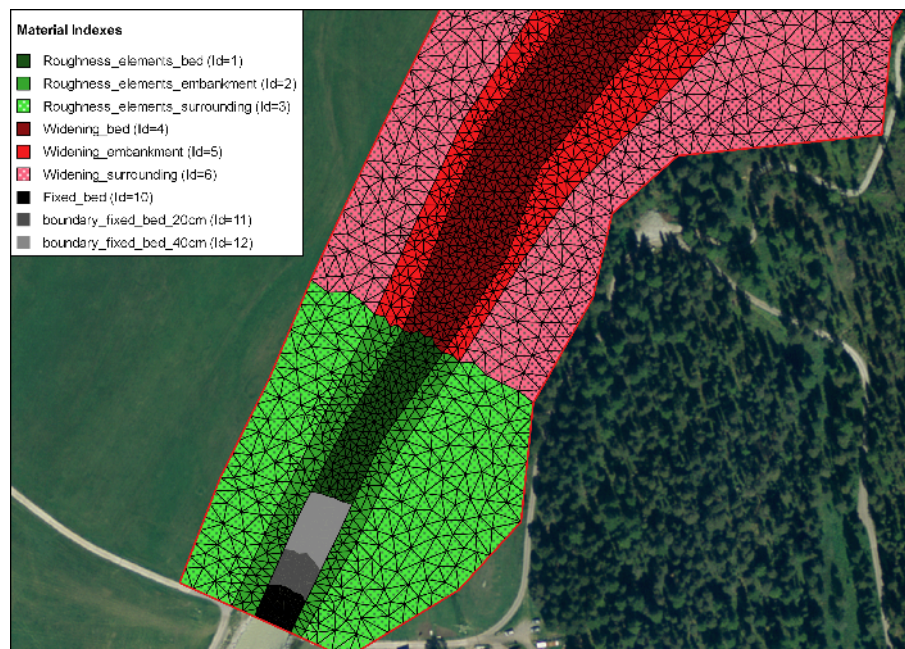 Material Indexes
Roughness_elements_bed (Id=1)
Roughness_elements_embankment (Id=2)
Roughness_elements_surrounding (Id=3)
Widening_bed (Id=4)
Widening_embankment (Id=5)
Widening_surrounding (Id=6)
Fixed_bed (Id=10)
boundary_fixed_bed_20cm (Id=11)
boundary_fixed_bed_40cm (Id=12)